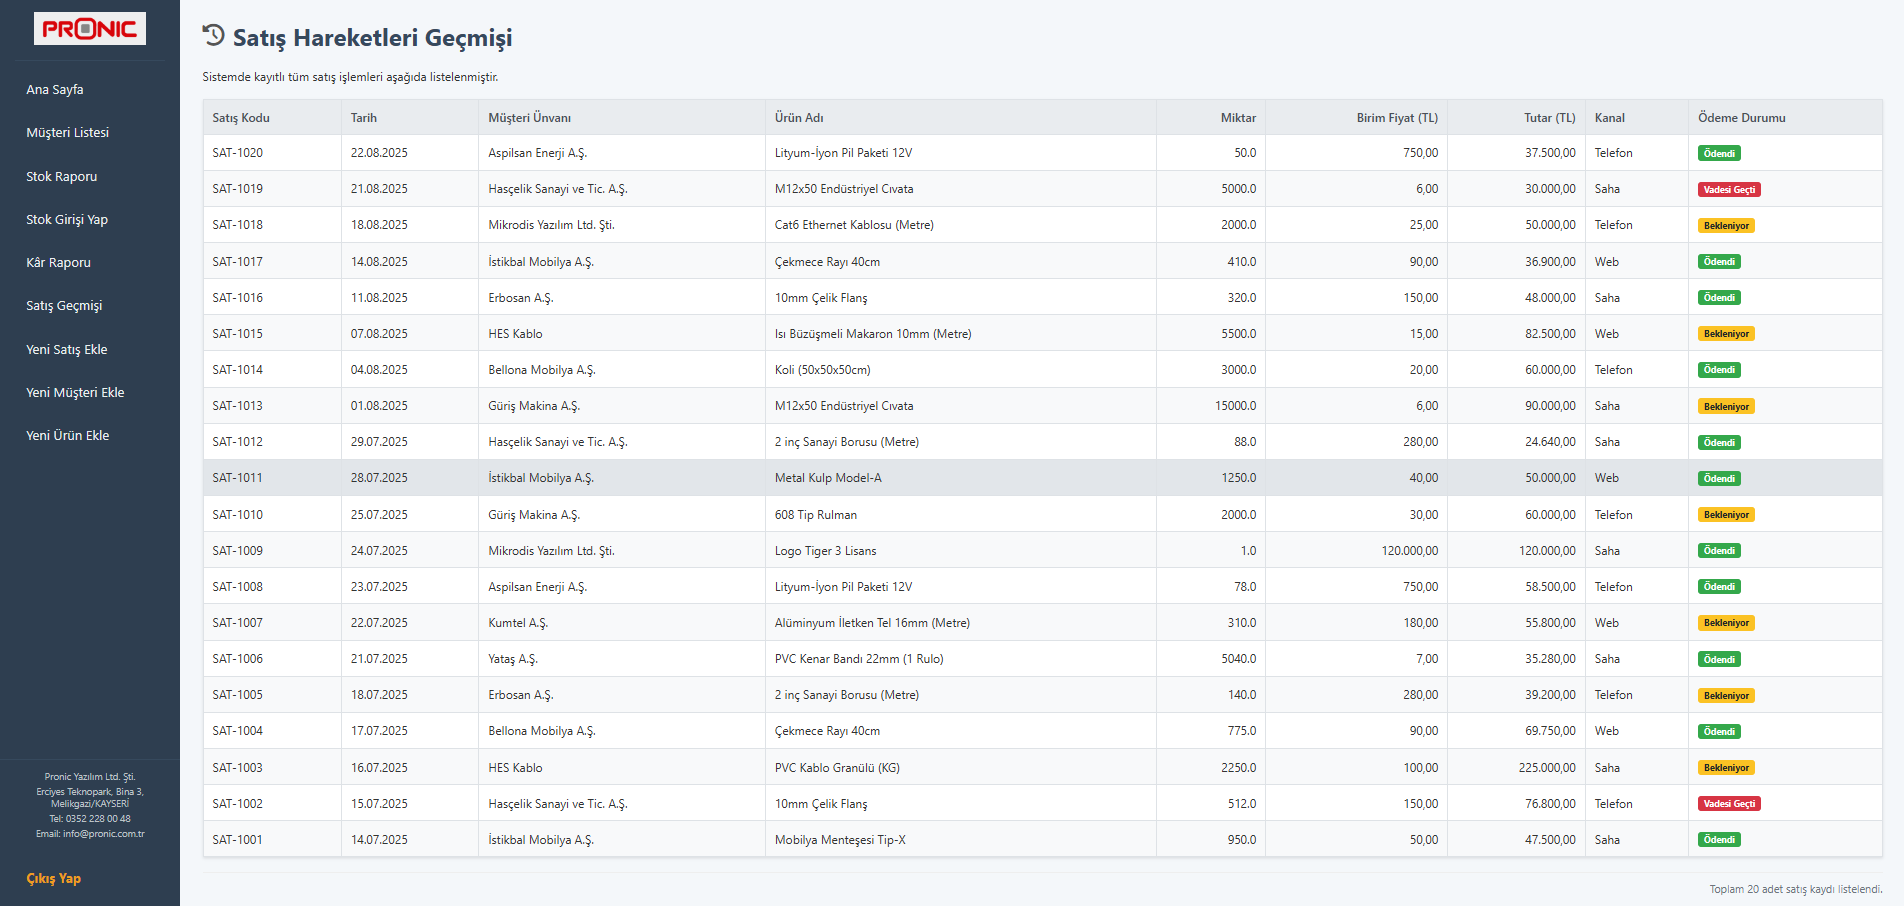 PRONIC
Ana Sayfa
Müşteri Listesi
Stok Raporu
Stok Girişi Yap
Kâr Raporu
Satış Geçmişi
Yeni Satış Ekle
Yeni Müşteri Ekle
Yeni Ürün Ekle
Pronic Yazılım Ltd. Şti.
Erciyes Teknopark, Bina 3,
Melikgazi/KAYSERİ
Tel: 0352 228 00 48
Email: info@pronic.com.tr
Çıkış Yap
Satış Hareketleri Geçmişi
Sistemde kayıtlı tüm satış işlemleri aşağıda listelenmiştir.
Satış Kodu Tarih Müşteri Ünvanı Ürün Adı Miktar Birim Fiyat (TL) Tutar (TL) Kanal Ödeme Durumu
SAT-1020 22.08.2025 Aspilsan Enerji A.Ş. Lityum-İyon Pil Paketi 12V 50.0 750,00 37.500,00 Telefon Ödendi
SAT-1019 21.08.2025 Hasçelik Sanayi ve Tic. A.Ş. M12x50 Endüstriyel Cıvata 5000.0 6,00 30.000,00 Saha Vadesi Geçti
SAT-1018 18.08.2025 Mikrodis Yazılım Ltd. Şti. Cat6 Ethernet Kablosu (Metre) 2000.0 25,00 50.000,00 Telefon Bekleniyor
SAT-1017 14.08.2025 İstikbal Mobilya A.Ş. Çekmece Rayı 40cm 410.0 90,00 36.900,00 Web Ödendi
SAT-1016 11.08.2025 Erbosan A.Ş. 10mm Çelik Flanş 320.0 150,00 48.000,00 Saha Ödendi
SAT-1015 07.08.2025 HES Kablo Isı Büzüşmeli Makaron 10mm (Metre) 5500.0 15,00 82.500,00 Web Bekleniyor
SAT-1014 04.08.2025 Bellona Mobilya A.Ş. Koli (50x50x50cm) 3000.0 20,00 60.000,00 Telefon Ödendi
SAT-1013 01.08.2025 Güriş Makina A.Ş. M12x50 Endüstriyel Cıvata 15000.0 6,00 90.000,00 Saha Bekleniyor
SAT-1012 29.07.2025 Hasçelik Sanayi ve Tic. A.Ş. 2 inç Sanayi Borusu (Metre) 88.0 280,00 24.640,00 Saha Ödendi
SAT-1011 28.07.2025 İstikbal Mobilya A.Ş. Metal Kulp Model-A 1250.0 40,00 50.000,00 Web Ödendi
SAT-1010 25.07.2025 Güriş Makina A.Ş. 608 Tip Rulman 2000.0 30,00 60.000,00 Telefon Bekleniyor
SAT-1009 24.07.2025 Mikrodis Yazılım Ltd. Şti. Logo Tiger 3 Lisans 1.0 120.000,00 120.000,00 Saha Ödendi
SAT-1008 23.07.2025 Aspilsan Enerji A.Ş. Lityum-İyon Pil Paketi 12V 78.0 750,00 58.500,00 Telefon Ödendi
SAT-1007 22.07.2025 Kumtel A.Ş. Alüminyum İletken Tel 16mm (Metre) 310.0 180,00 55.800,00 Web Bekleniyor
SAT-1006 21.07.2025 Yataş A.Ş. PVC Kenar Bandı 22mm (1 Rulo) 5040.0 7,00 35.280,00 Saha Ödendi
SAT-1005 18.07.2025 Erbosan A.Ş. 2 inç Sanayi Borusu (Metre) 140.0 280,00 39.200,00 Telefon Bekleniyor
SAT-1004 17.07.2025 Bellona Mobilya A.Ş. Çekmece Rayı 40cm 775.0 90,00 69.750,00 Web Ödendi
SAT-1003 16.07.2025 HES Kablo PVC Kablo Granülü (KG) 2250.0 100,00 225.000,00 Saha Bekleniyor
SAT-1002 15.07.2025 Hasçelik Sanayi ve Tic. A.Ş. 10mm Çelik Flanş 512.0 150,00 76.800,00 Telefon Vadesi Geçti
SAT-1001 14.07.2025 İstikbal Mobilya A.Ş. Mobilya Menteşesi Tip-X 950.0 50,00 47.500,00 Saha Ödendi
Toplam 20 adet satış kaydı listelendi.